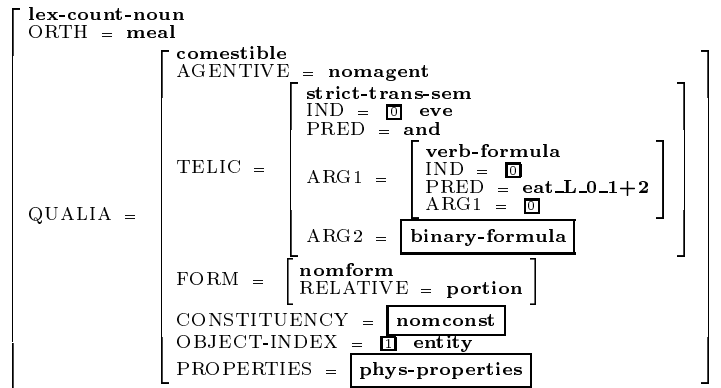 lex-count-noun
ORTH = meal
comestible
AGENTIVE = nomagent
strict-trans-sem
IND = 0 eve
PRED = and
verb-formula
IND = 0
PRED = eat_L_0_1+2
ARG1 = 0
ARG1 =
TELIC =
ARG2 = binary-formula
QUALIA =
nomform
RELATIVE = portion
FORM =
CONSTITUENCY = nomconst
OBJECT-INDEX = 1 entity
PROPERTIES = phys-properties